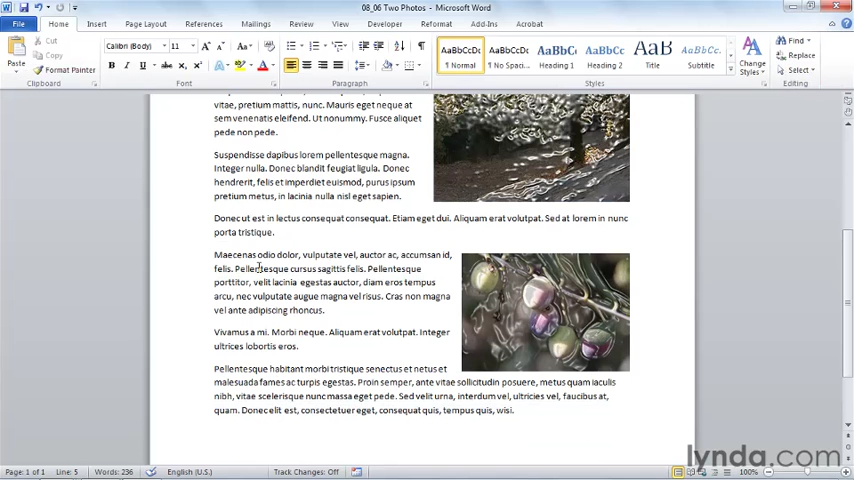 08_06 Two Photos - Microsoft Word
File Home Insert Page Layout References Mailings Review View Developer Format Add-Ins Acrobat
Cut
Copy
Format Painter
Paste
Clipboard
Calibri (Body) 11
Font
Paragraph
AaBbCcDc AaBbCcDc AaBbC AaBbCc AaB AaBbCc.
¶ Normal ¶ No Spaci... Heading 1 Heading 2 Title Subtitle
Styles
Change
Styles
Find
Replace
Select
Editing
vitae, pretium mattis, nunc. Mauris eget neque at
sem venenatis eleifend. Ut nonummy. Fusce aliquet
pede non pede.
Suspendisse dapibus lorem pellentesque magna.
Integer nulla. Donec blandit feugiat ligula. Donec
hendrerit, felis et imperdiet euismod, purus ipsum
pretium metus, in lacinia nulla nisl eget sapien.
Donec ut est in lectus consequat consequat. Etiam eget dui. Aliquam erat volutpat. Sed at lorem in nunc
porta tristique.
Maecenas odio dolor, vulputate vel, auctor ac, accumsan id,
felis. Pellentesque cursus sagittis felis. Pellentesque
porttitor, velit lacinia egestas auctor, diam eros tempus
arcu, nec vulputate augue magna vel risus. Cras non magna
vel ante adipiscing rhoncus.
Vivamus a mi. Morbi neque. Aliquam erat volutpat. Integer
ultrices lobortis eros.
Pellentesque habitant morbi tristique senectus et netus et
malesuada fames ac turpis egestas. Proin semper, ante vitae sollicitudin posuere, metus quam iaculis
nibh, vitae scelerisque nunc massa eget pede. Sed velit urna, interdum vel, ultricies vel, faucibus at,
quam. Donec elit est, consectetuer eget, consequat quis, tempus quis, wisi.
lynda.com
Page: 1 of 1 Line: 5 Words: 236 English (U.S.) Track Changes: Off 100%